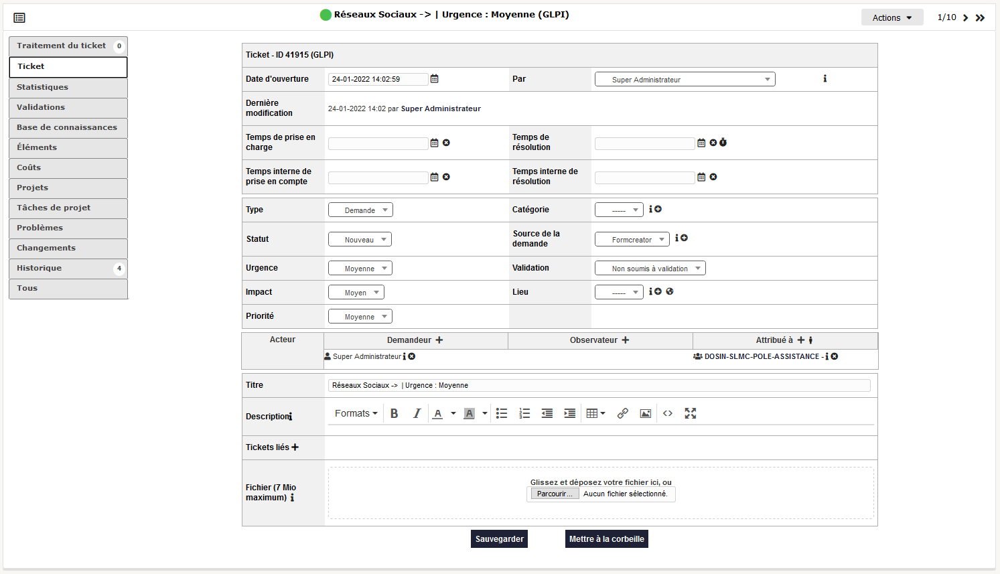 Réseaux Sociaux -> | Urgence : Moyenne (GLPI)
Actions
1/10
Traitement du ticket 0
Ticket
Statistiques
Validations
Base de connaissances
Éléments
Coûts
Projets
Tâches de projet
Problèmes
Changements
Historique 4
Tous
Ticket - ID 41915 (GLPI)
Date d'ouverture 24-01-2022 14:02:59 Par Super Administrateur
Dernière
modification
24-01-2022 14:02 par Super Administrateur
Temps de prise en
charge
Temps de
résolution
Temps interne de
prise en compte
Temps interne de
résolution
Type Demande Catégorie -----
Statut Nouveau
Source de la
demande
Formcreator
Urgence Moyenne Validation Non soumis à validation
Impact Moyen Lieu -----
Priorité Moyenne
Acteur Demandeur Observateur Attribué à
Super Administrateur DOSIN-SLMC-POLE-ASSISTANCE -
Titre Réseaux Sociaux -> | Urgence : Moyenne
Description Formats B I A A
Tickets liés
Fichier (7 Mio
maximum)
Glissez et déposez votre fichier ici, ou
Parcourir... Aucun fichier sélectionné.
Sauvegarder Mettre à la corbeille